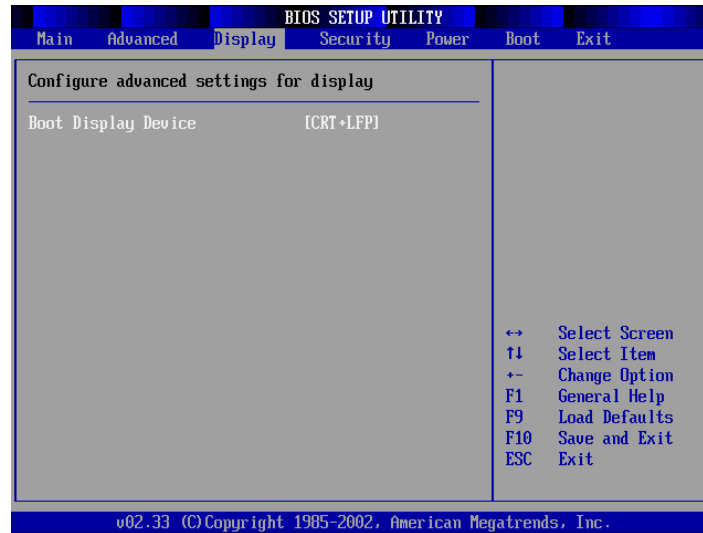 BIOS SETUP UTILITY
Main Advanced Display Security Power Boot Exit
Configure advanced settings for display
Boot Display Device [CRT+LFP]
←→ Select Screen
↑↓ Select Item
+- Change Option
F1 General Help
F9 Load Defaults
F10 Save and Exit
ESC Exit
v02.33 (C)Copyright 1985-2002, American Megatrends, Inc.